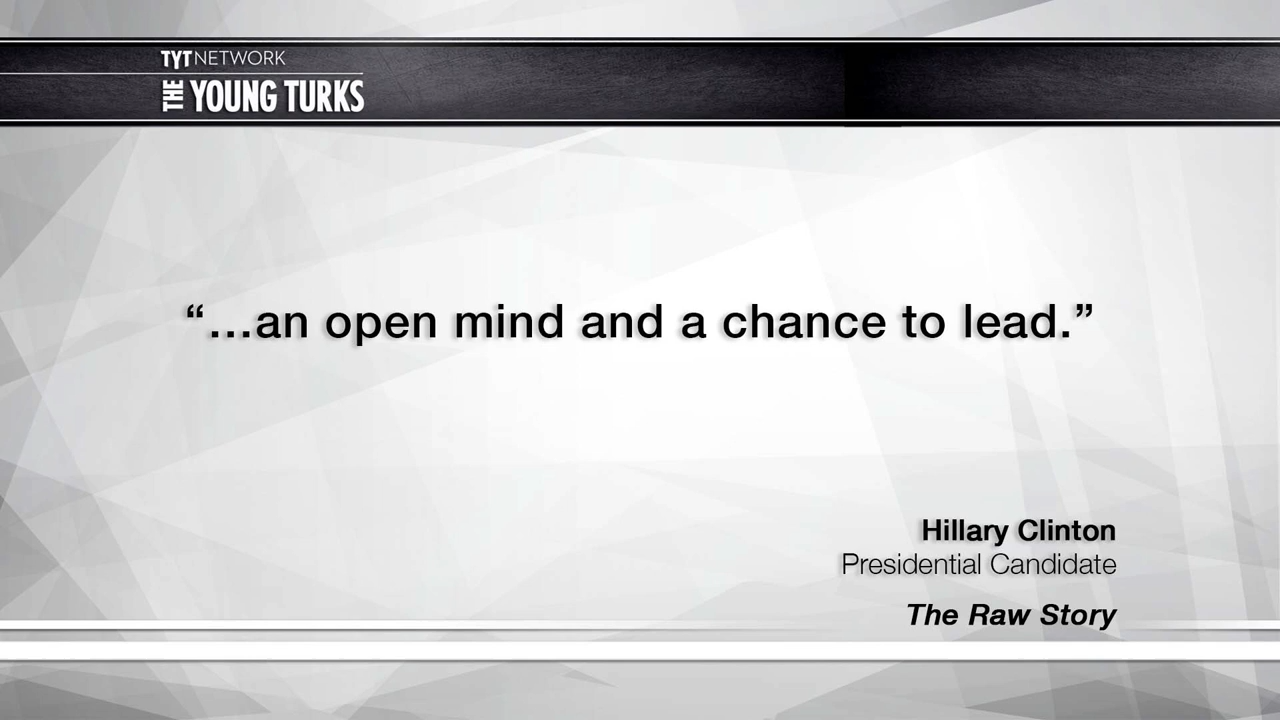 TYT NETWORK
THE YOUNG TURKS
“...an open mind and a chance to lead.”
Hillary Clinton
Presidential Candidate
The Raw Story